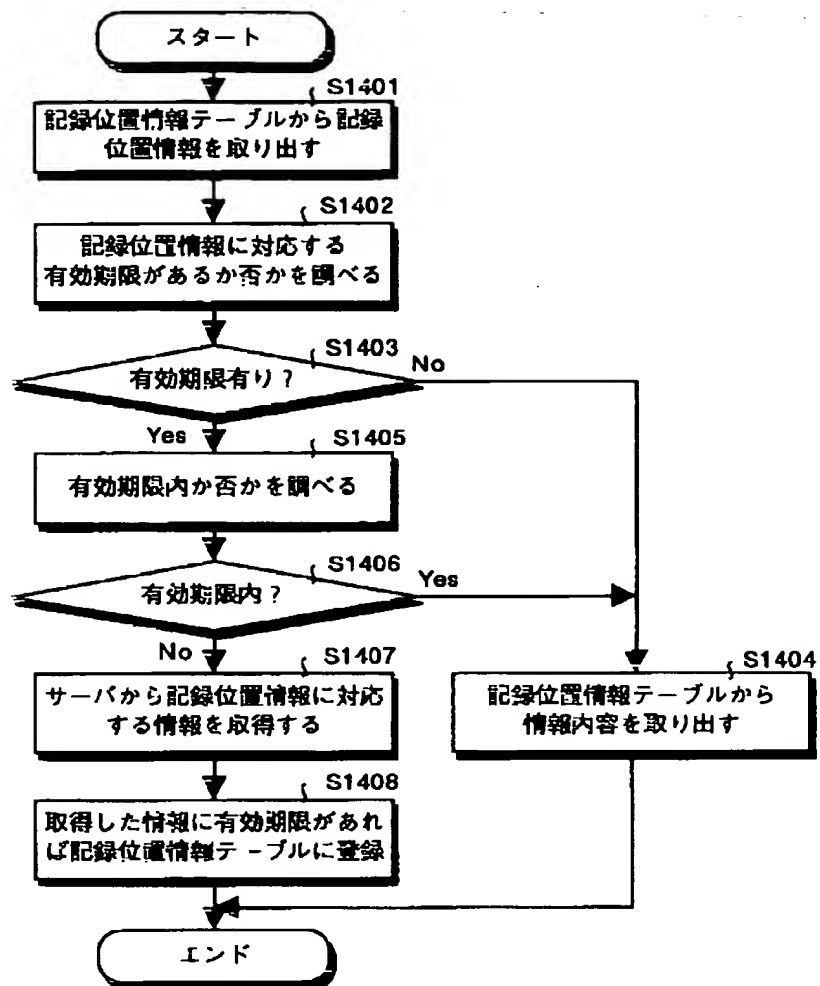 スタート
S1401
記録位置情報テーブルから記録
位置情報を取り出す
S1402
記録位置情報に対応する
有効期限があるか否かを調べる
S1403
有効期限有り？
No
Yes
S1405
有効期限内か否かを調べる
S1406
有効期限内？
Yes
No
S1407
サーバから記録位置情報に対応
する情報を取得する
S1404
記録位置情報テーブルから
情報内容を取り出す
S1408
取得した情報に有効期限があれ
ば記録位置情報テーブルに登録
エンド